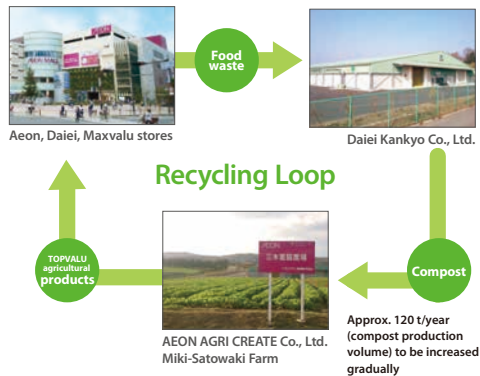 Food
waste
Aeon, Daiei, Maxvalu stores
Daiei Kankyo Co., Ltd.
Recycling Loop
TOPVALU
agricultural
products
AEON
AEON AGRI CREATE Co., Ltd.
Miki-Satowaki Farm
Compost
Approx. 120 t/year
(compost production
volume) to be increased
gradually